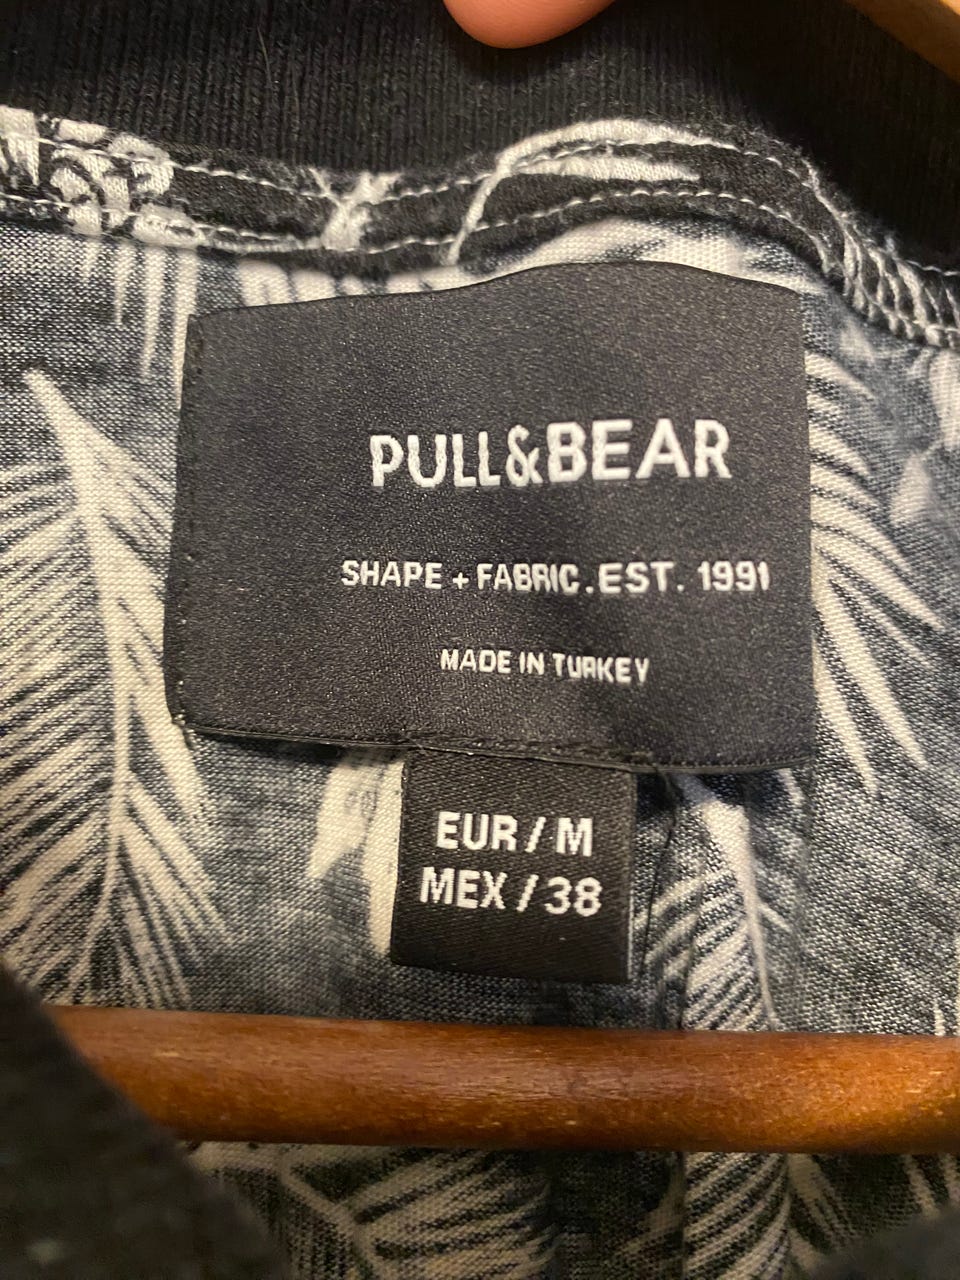 PULL&BEAR
SHAPE + FABRIC.EST. 1991
MADE IN TURKEY
EUR / M
MEX / 38